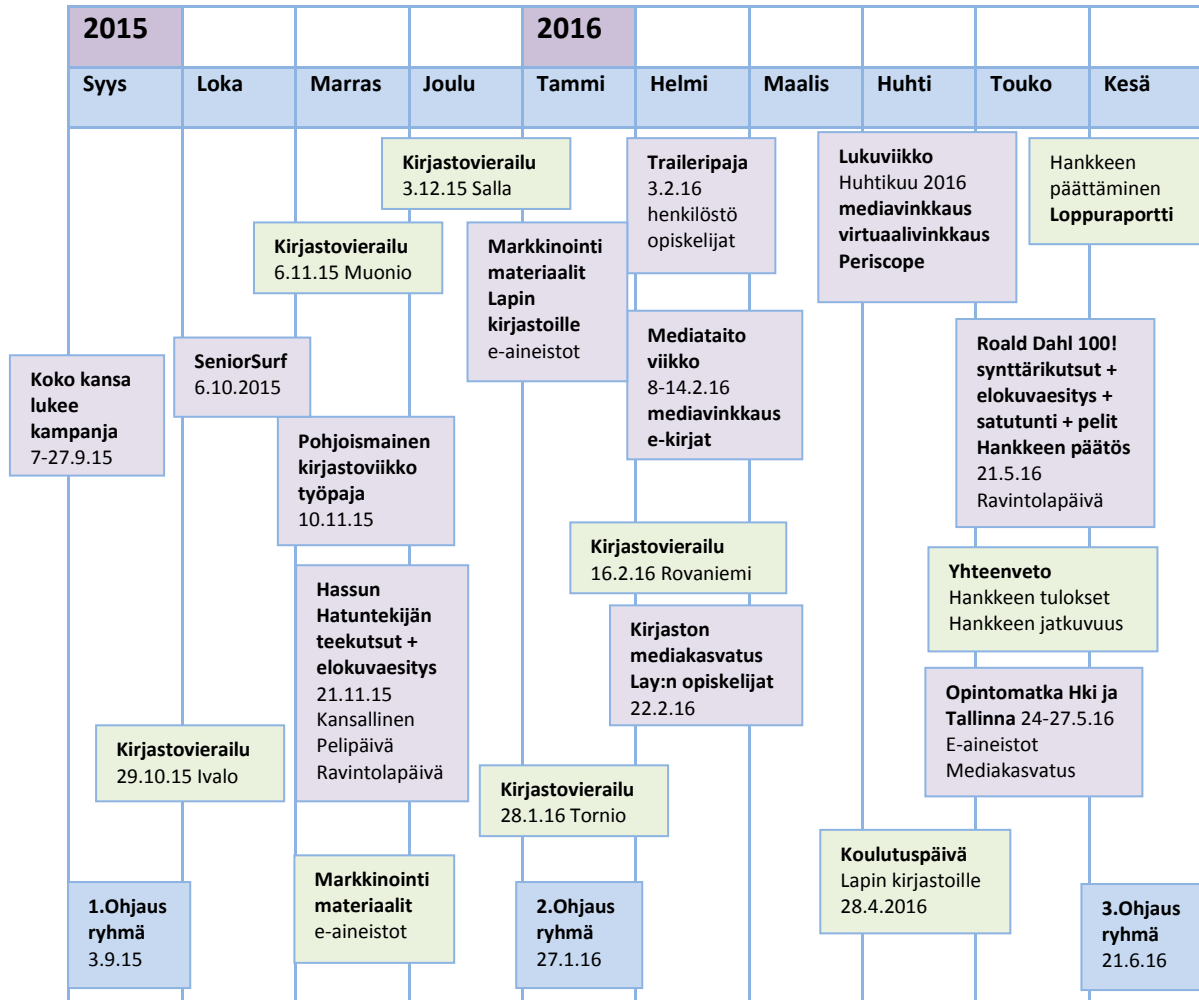 2015
2016
Syys
Loka
Marras
Joulu
Tammi
Helmi
Maalis
Huhti
Touko
Kesä
Koko kansa
lukee
kampanja
7-27.9.15
Kirjastovierailu
29.10.15 Ivalo
1.Ohjaus
ryhmä
3.9.15
SeniorSurf
6.10.2015
Kirjastovierailu
6.11.15 Muonio
Pohjoismainen
kirjastoviikko
työpaja
10.11.15
Hassun
Hatuntekijän
teekutsut +
elokuvaesitys
21.11.15
Kansallinen
Pelipäivä
Ravintolapäivä
Markkinointi
materiaalit
e-aineistot
Kirjastovierailu
3.12.15 Salla
Markkinointi
materiaalit
Lapin
kirjastoille
e-aineistot
Kirjastovierailu
28.1.16 Tornio
2.Ohjaus
ryhmä
27.1.16
Traileripaja
3.2.16
henkilöstö
opiskelijat
Mediataito
viikko
8-14.2.16
mediavinkkaus
e-kirjat
Kirjastovierailu
16.2.16 Rovaniemi
Kirjaston
mediakasvatus
Lay:n opiskelijat
22.2.16
Lukuviikko
Huhtikuu 2016
mediavinkkaus
virtuaalivinkkaus
Periscope
Koulutuspäivä
Lapin kirjastoille
28.4.2016
Roald Dahl 100!
synttärikutsut +
elokuvaesitys +
satutunti + pelit
Hankkeen päätös
21.5.16
Ravintolapäivä
Yhteenveto
Hankkeen tulokset
Hankkeen jatkuvuus
Opintomatka Hki ja
Tallinna 24-27.5.16
E-aineistot
Mediakasvatus
Hankkeen
päättäminen
Loppuraportti
3.Ohjaus
ryhmä
21.6.16